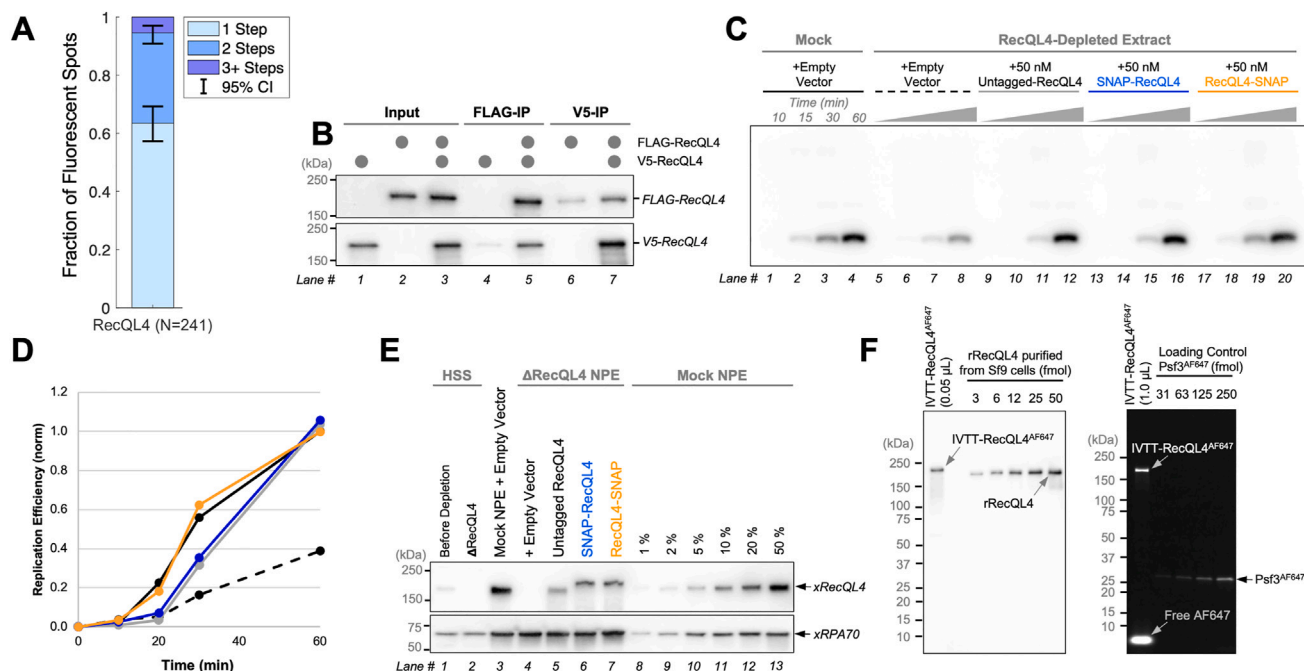 A
Fraction of Fluorescent Spots
1
0.8
0.6
0.4
0.2
0
RecQL4 (N=241)
1 Step
2 Steps
3+ Steps
95% CI
B
Input FLAG-IP V5-IP
FLAG-RecQL4
V5-RecQL4
(kDa)
250
150
FLAG-RecQL4
250
150
V5-RecQL4
Lane # 1 2 3 4 5 6 7
C
Mock RecQL4-Depleted Extract
+Empty Vector
+Empty Vector
+50 nM Untagged-RecQL4
+50 nM SNAP-RecQL4
+50 nM RecQL4-SNAP
Time (min)
10 15 30 60
Lane # 1 2 3 4 5 6 7 8 9 10 11 12 13 14 15 16 17 18 19 20
D
Replication Efficiency (norm)
1.2
1.0
0.8
0.6
0.4
0.2
0.0
0 20 40 60
Time (min)
E
HSS ΔRecQL4 NPE Mock NPE
Before Depletion
ΔRecQL4
Mock NPE + Empty Vector
+ Empty Vector
Untagged RecQL4
SNAP-RecQL4
RecQL4-SNAP
1 % 2 % 5 % 10 % 20 % 50 %
(kDa)
250
150
xRecQL4
75
50
xRPA70
Lane # 1 2 3 4 5 6 7 8 9 10 11 12 13
F
IVTT-RecQL4AF647 (0.05 µL)
rRecQL4 purified from Sf9 cells (fmol)
3 6 12 25 50
(kDa)
IVTT-RecQL4AF647
250
150
100
75
rRecQL4
50
37
25
20
15
10
IVTT-RecQL4AF647 (1.0 µL)
Loading Control
Psf3AF647 (fmol)
31 63 125 250
(kDa)
IVTT-RecQL4AF647
250
150
100
75
50
37
25
20
15
10
Psf3AF647
Free AF647